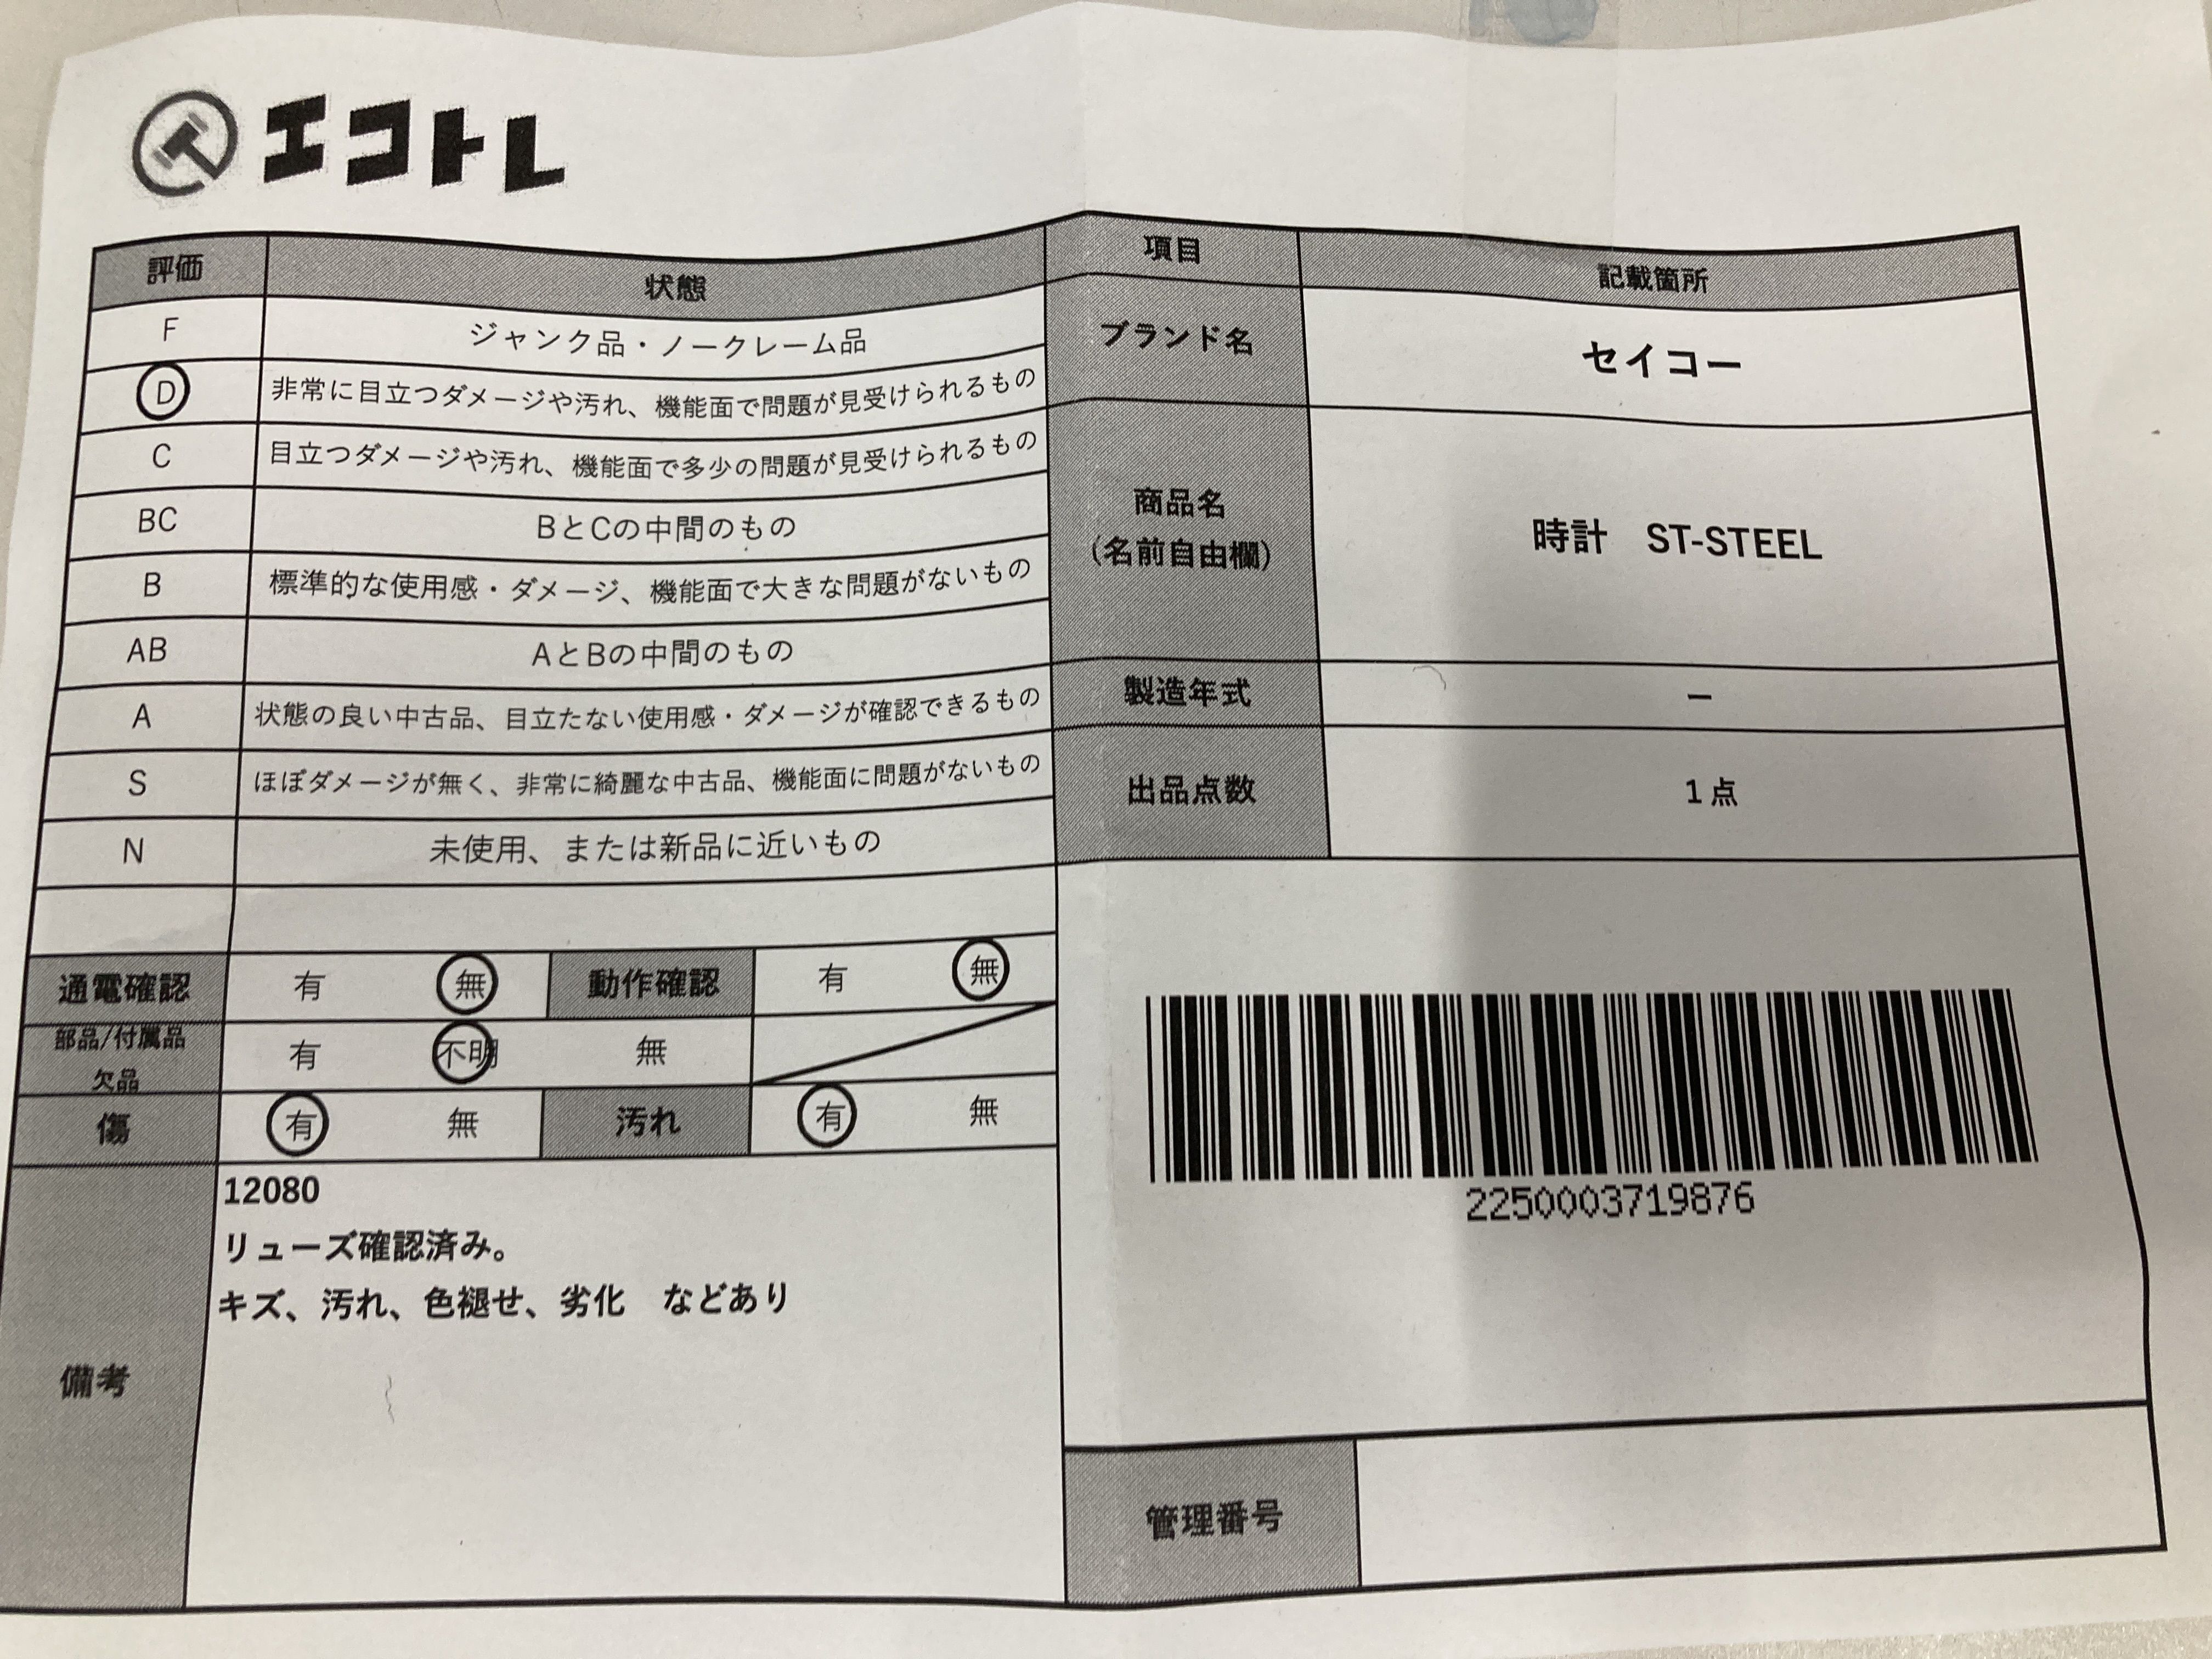 エコトレ
評価 状態
F ジャンク品・ノークレーム品
D 非常に目立つダメージや汚れ、機能面で問題が見受けられるもの
C 目立つダメージや汚れ、機能面で多少の問題が見受けられるもの
BC BとCの中間のもの
B 標準的な使用感・ダメージ、機能面で大きな問題がないもの
AB AとBの中間のもの
A 状態の良い中古品、目立たない使用感・ダメージが確認できるもの
S ほぼダメージが無く、非常に綺麗な中古品、機能面に問題がないもの
N 未使用、または新品に近いもの
通電確認 有 無 動作確認 有 無
部品/付属品
欠品 有 不明 無
傷 有 無 汚れ 有 無
備考
12080
リューズ確認済み。
キズ、汚れ、色褪せ、劣化　などあり
項目 記載箇所
ブランド名 セイコー
商品名
(名前自由欄)
時計　ST-STEEL
製造年式 ー
出品点数 1点
2250003719876
管理番号